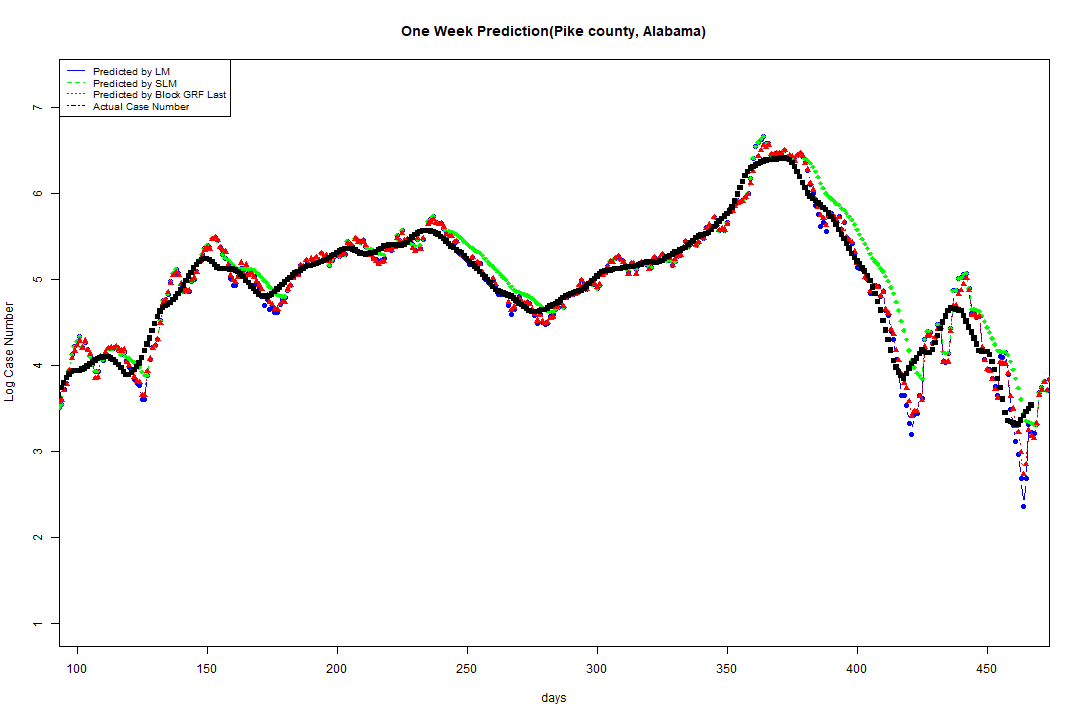 One Week Prediction(Pike county, Alabama)
Predicted by LM
Predicted by SLM
Predicted by Block GRF Last
Actual Case Number
7
6
5
4
3
2
1
Log Case Number
100 150 200 250 300 350 400 450
days